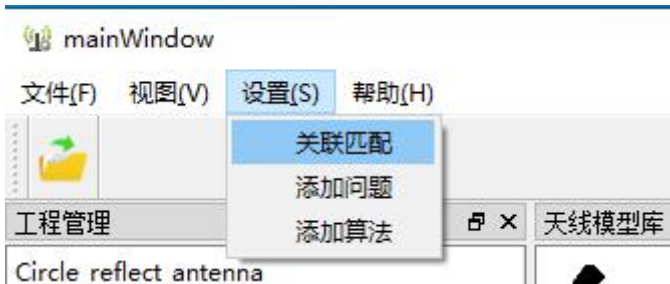 mainWindow
文件(F) 视图(V) 设置(S) 帮助(H)
关联匹配
添加问题
添加算法
工程管理
天线模型库
Circle reflect antenna